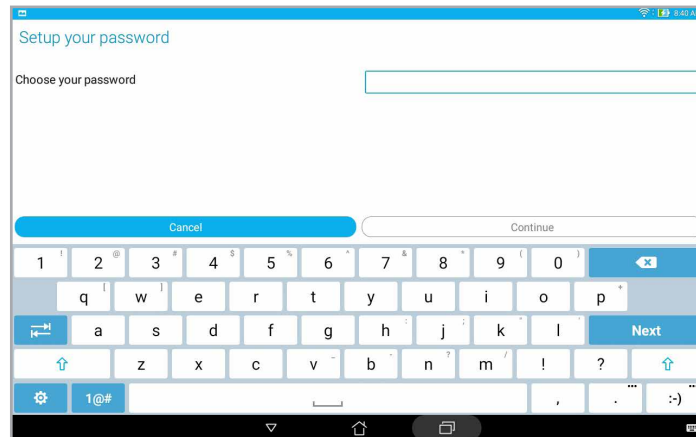 8:40 A
Setup your password
Choose your password
Cancel Continue
1 ! 2 @ 3 # 4 $ 5 % 6 ^ 7 & 8 * 9 ( 0 )
q [ w ] e r t y u i o p +
a s d f g h : j ; k " l ' Next
z x c v _ b - n ? m / ! ?
1@# , . :-)